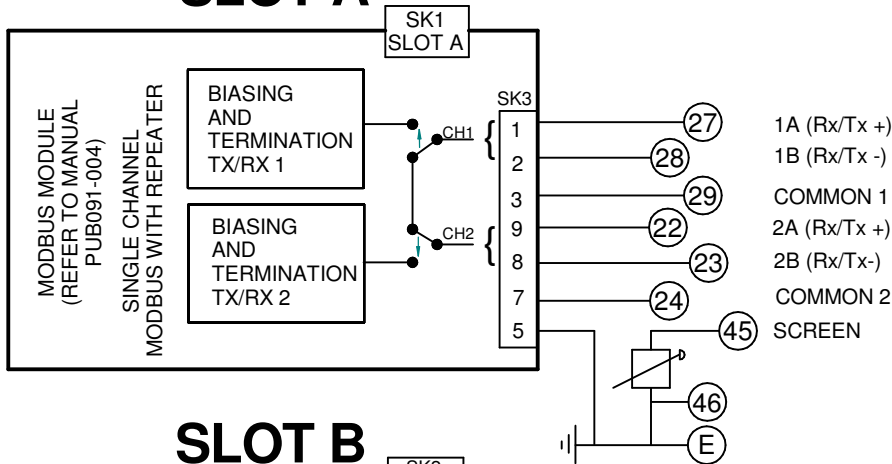 SK1
SLOT A
MODBUS MODULE
(REFER TO MANUAL
PUB091-004)
SINGLE CHANNEL
MODBUS WITH REPEATER
BIASING
AND
TERMINATION
TX/RX 1
BIASING
AND
TERMINATION
TX/RX 2
CH1
CH2
SK3
1
2
3
9
8
7
5
27
1A (Rx/Tx +)
28
1B (Rx/Tx -)
29
COMMON 1
22
2A (Rx/Tx +)
23
2B (Rx/Tx-)
24
COMMON 2
45
SCREEN
46
E
SLOT B